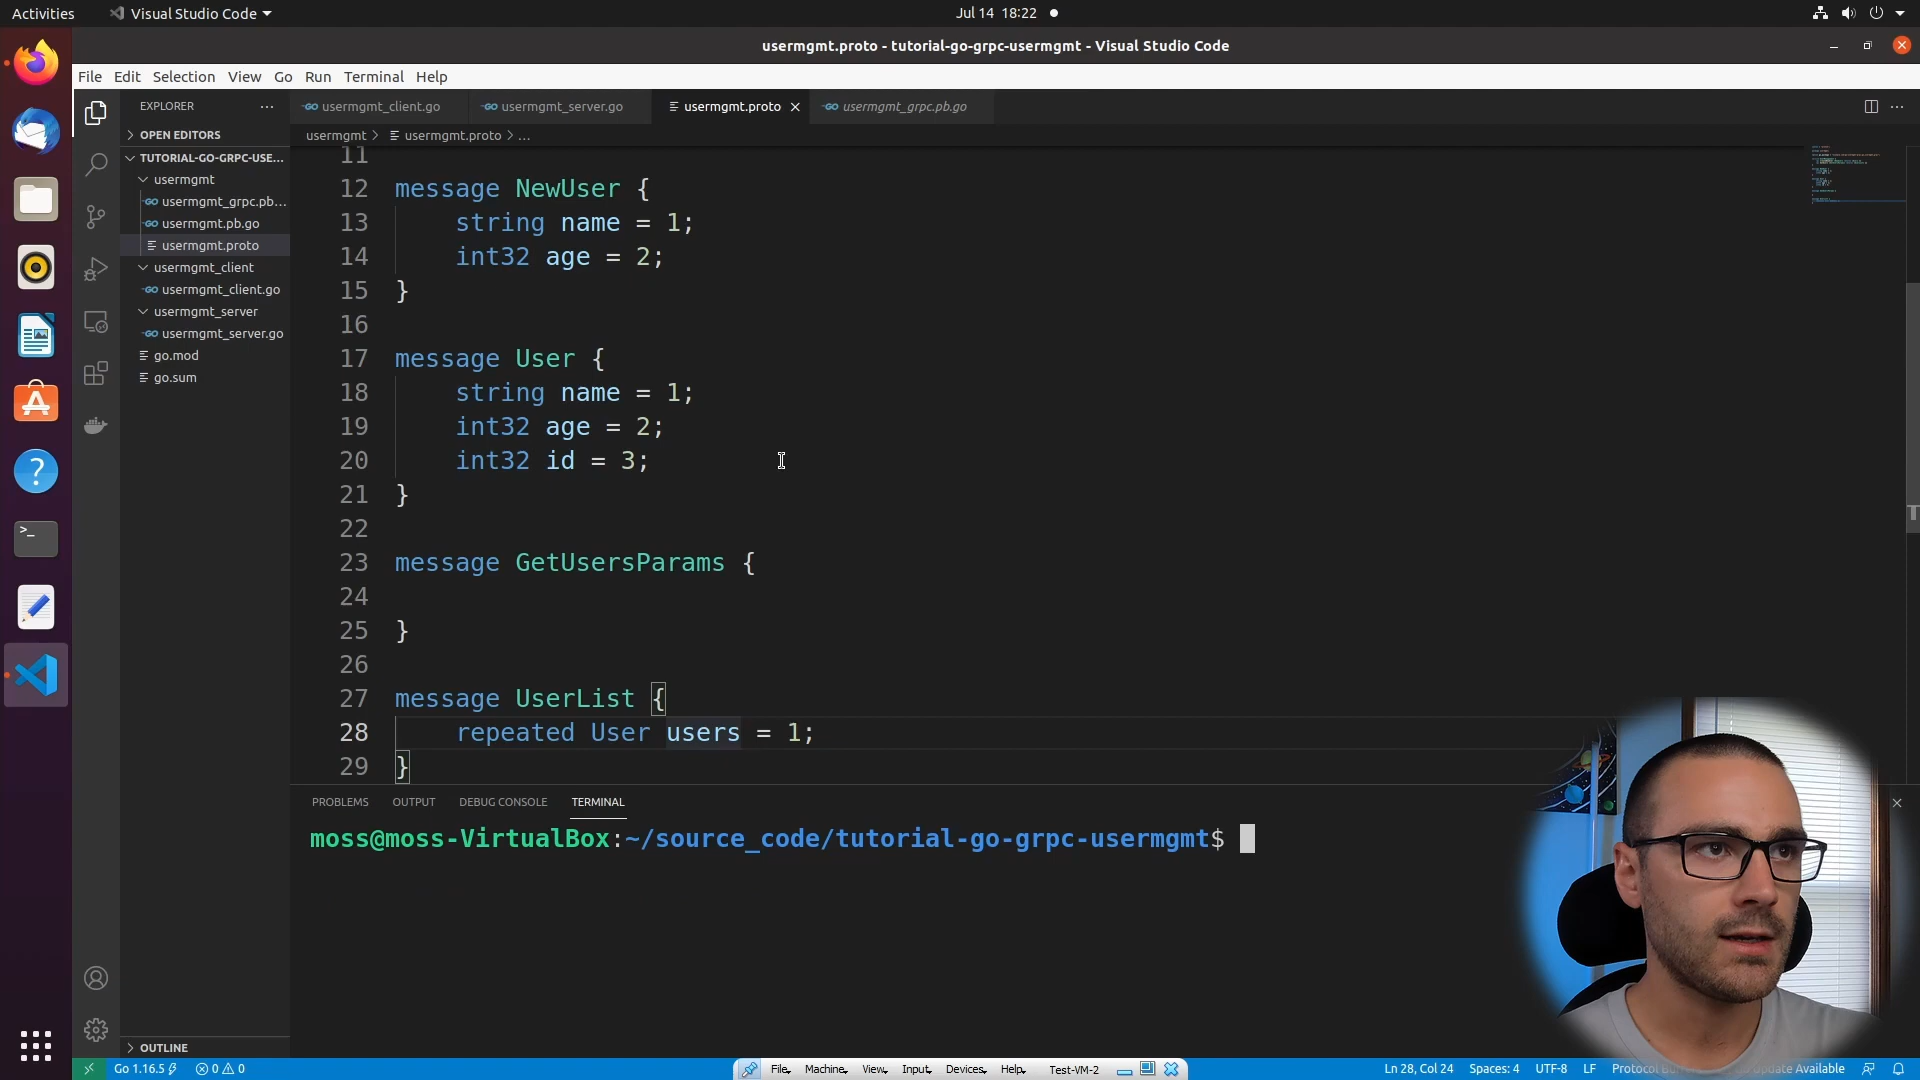 Activities
Visual Studio Code
Jul 14 18:22
usermgmt.proto - tutorial-go-grpc-usermgmt - Visual Studio Code
File Edit Selection View Go Run Terminal Help
EXPLORER
OPEN EDITORS
TUTORIAL-GO-GRPC-USE...
usermgmt
usermgmt_grpc.pb...
usermgmt.pb.go
usermgmt.proto
usermgmt_client
usermgmt_client.go
usermgmt_server
usermgmt_server.go
go.mod
go.sum
OUTLINE
usermgmt_client.go usermgmt_server.go usermgmt.proto usermgmt_grpc.pb.go
usermgmt > usermgmt.proto > ...
11
12 message NewUser {
13 string name = 1;
14 int32 age = 2;
15 }
16
17 message User {
18 string name = 1;
19 int32 age = 2;
20 int32 id = 3;
21 }
22
23 message GetUsersParams {
24
25 }
26
27 message UserList {
28 repeated User users = 1;
29 }
PROBLEMS OUTPUT DEBUG CONSOLE TERMINAL
moss@moss-VirtualBox:~/source_code/tutorial-go-grpc-usermgmt$
Go 1.16.5 0 0
File Machine View Input Devices Help Test-VM-2
Ln 28, Col 24 Spaces: 4 UTF-8 LF Protocol Update Available